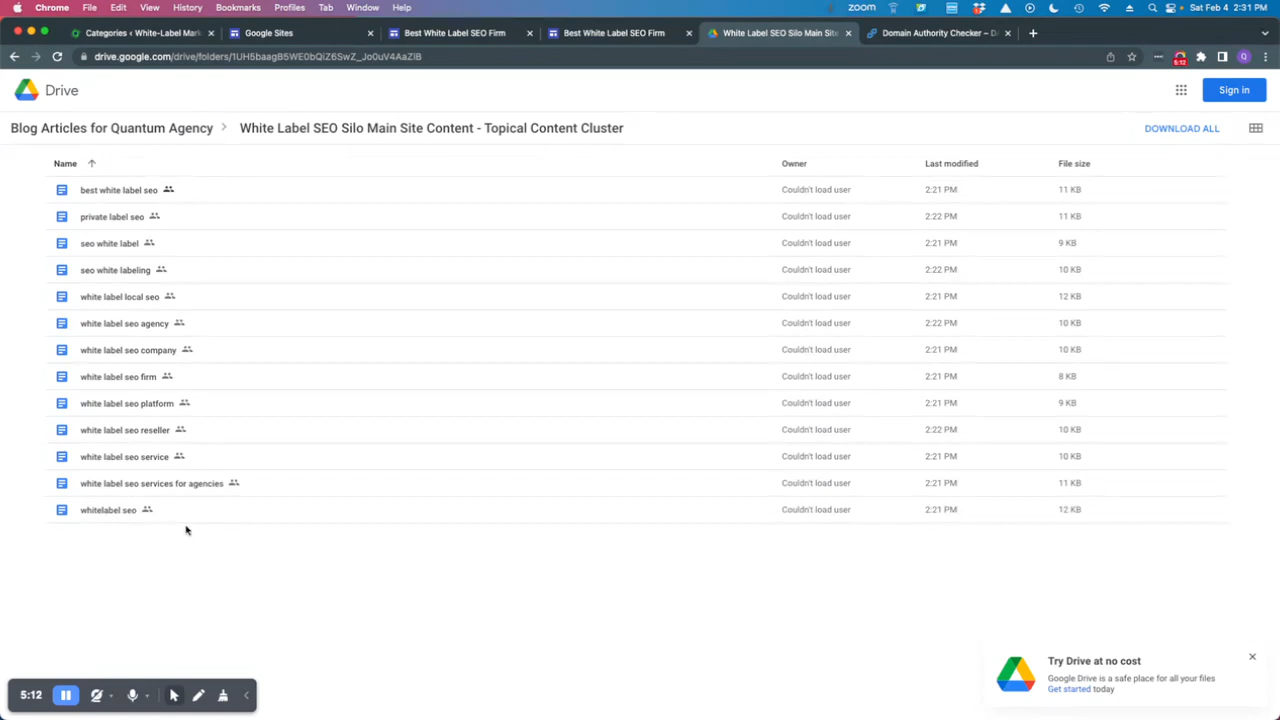 Chrome File Edit View History Bookmarks Profiles Tab Window Help ZOOM Sat Feb 4 2:31 PM
Categories ‹ White-Label Mar Google Sites Best White Label SEO Firm Best White Label SEO Firm White Label SEO Silo Main Site Domain Authority Checker – D
drive.google.com/drive/folders/1UH5baagB5WE0bQiZ6SwZ_Jo0uV4AaZlB 5:12 Q
Drive Sign in
Blog Articles for Quantum Agency > White Label SEO Silo Main Site Content - Topical Content Cluster DOWNLOAD ALL
Name Owner Last modified File size
best white label seo Couldn't load user 2:21 PM 11 KB
private label seo Couldn't load user 2:22 PM 11 KB
seo white label Couldn't load user 2:21 PM 9 KB
seo white labeling Couldn't load user 2:22 PM 10 KB
white label local seo Couldn't load user 2:21 PM 12 KB
white label seo agency Couldn't load user 2:22 PM 10 KB
white label seo company Couldn't load user 2:21 PM 10 KB
white label seo firm Couldn't load user 2:21 PM 8 KB
white label seo platform Couldn't load user 2:21 PM 9 KB
white label seo reseller Couldn't load user 2:22 PM 10 KB
white label seo service Couldn't load user 2:21 PM 10 KB
white label seo services for agencies Couldn't load user 2:21 PM 11 KB
whitelabel seo Couldn't load user 2:21 PM 12 KB
Try Drive at no cost
Google Drive is a safe place for all your files
Get started today
5:12